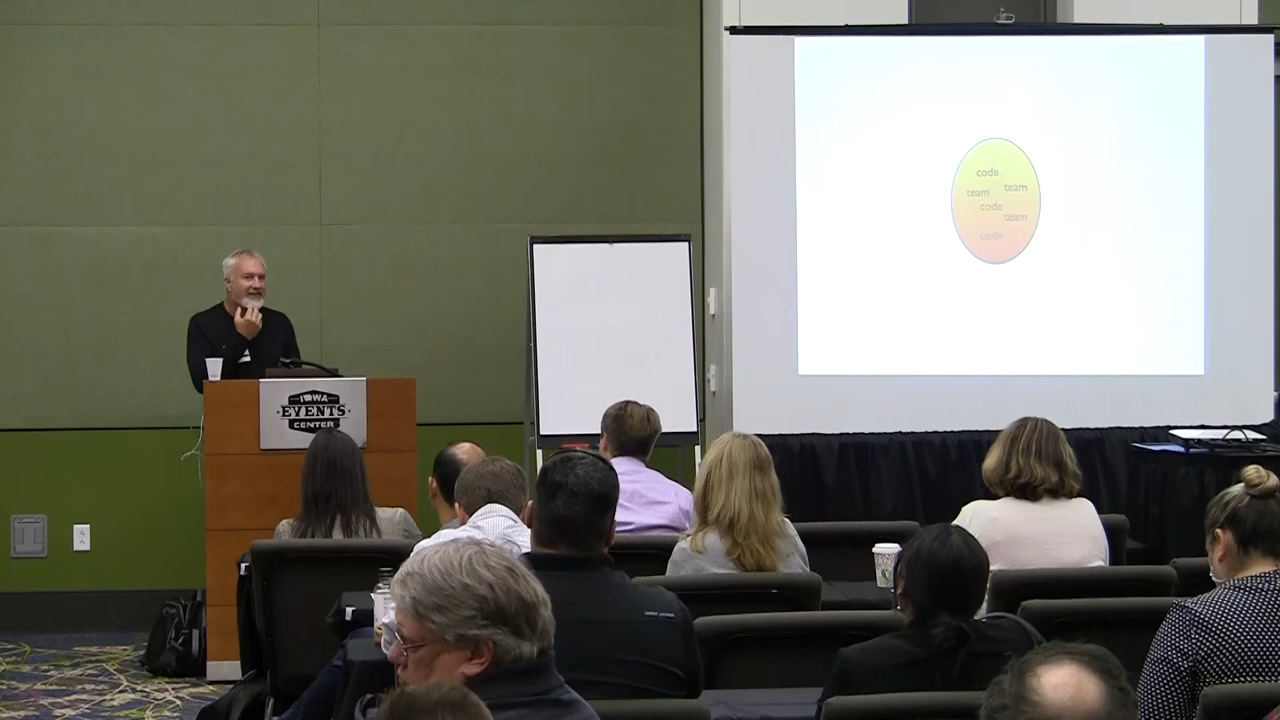 code
team team
code
team
code
IOWA
EVENTS
CENTER